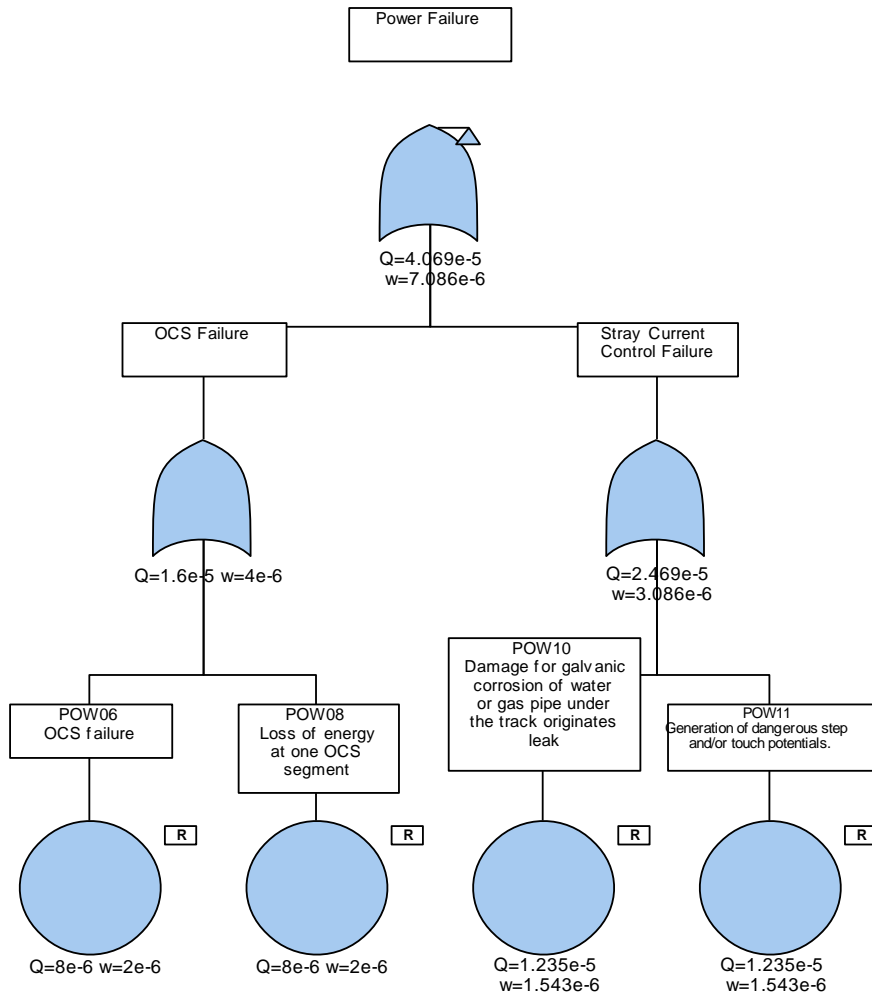 Power Failure
Q=4.069e-5
w=7.086e-6
OCS Failure
Stray Current
Control Failure
Q=1.6e-5 w=4e-6
Q=2.469e-5
w=3.086e-6
POW06
OCS failure
POW08
Loss of energy
at one OCS
segment
POW10
Damage for galvanic
corrosion of water
or gas pipe under
the track originates
leak
POW11
Generation of dangerous step
and/or touch potentials.
R
R
R
R
Q=8e-6 w=2e-6
Q=8e-6 w=2e-6
Q=1.235e-5
w=1.543e-6
Q=1.235e-5
w=1.543e-6